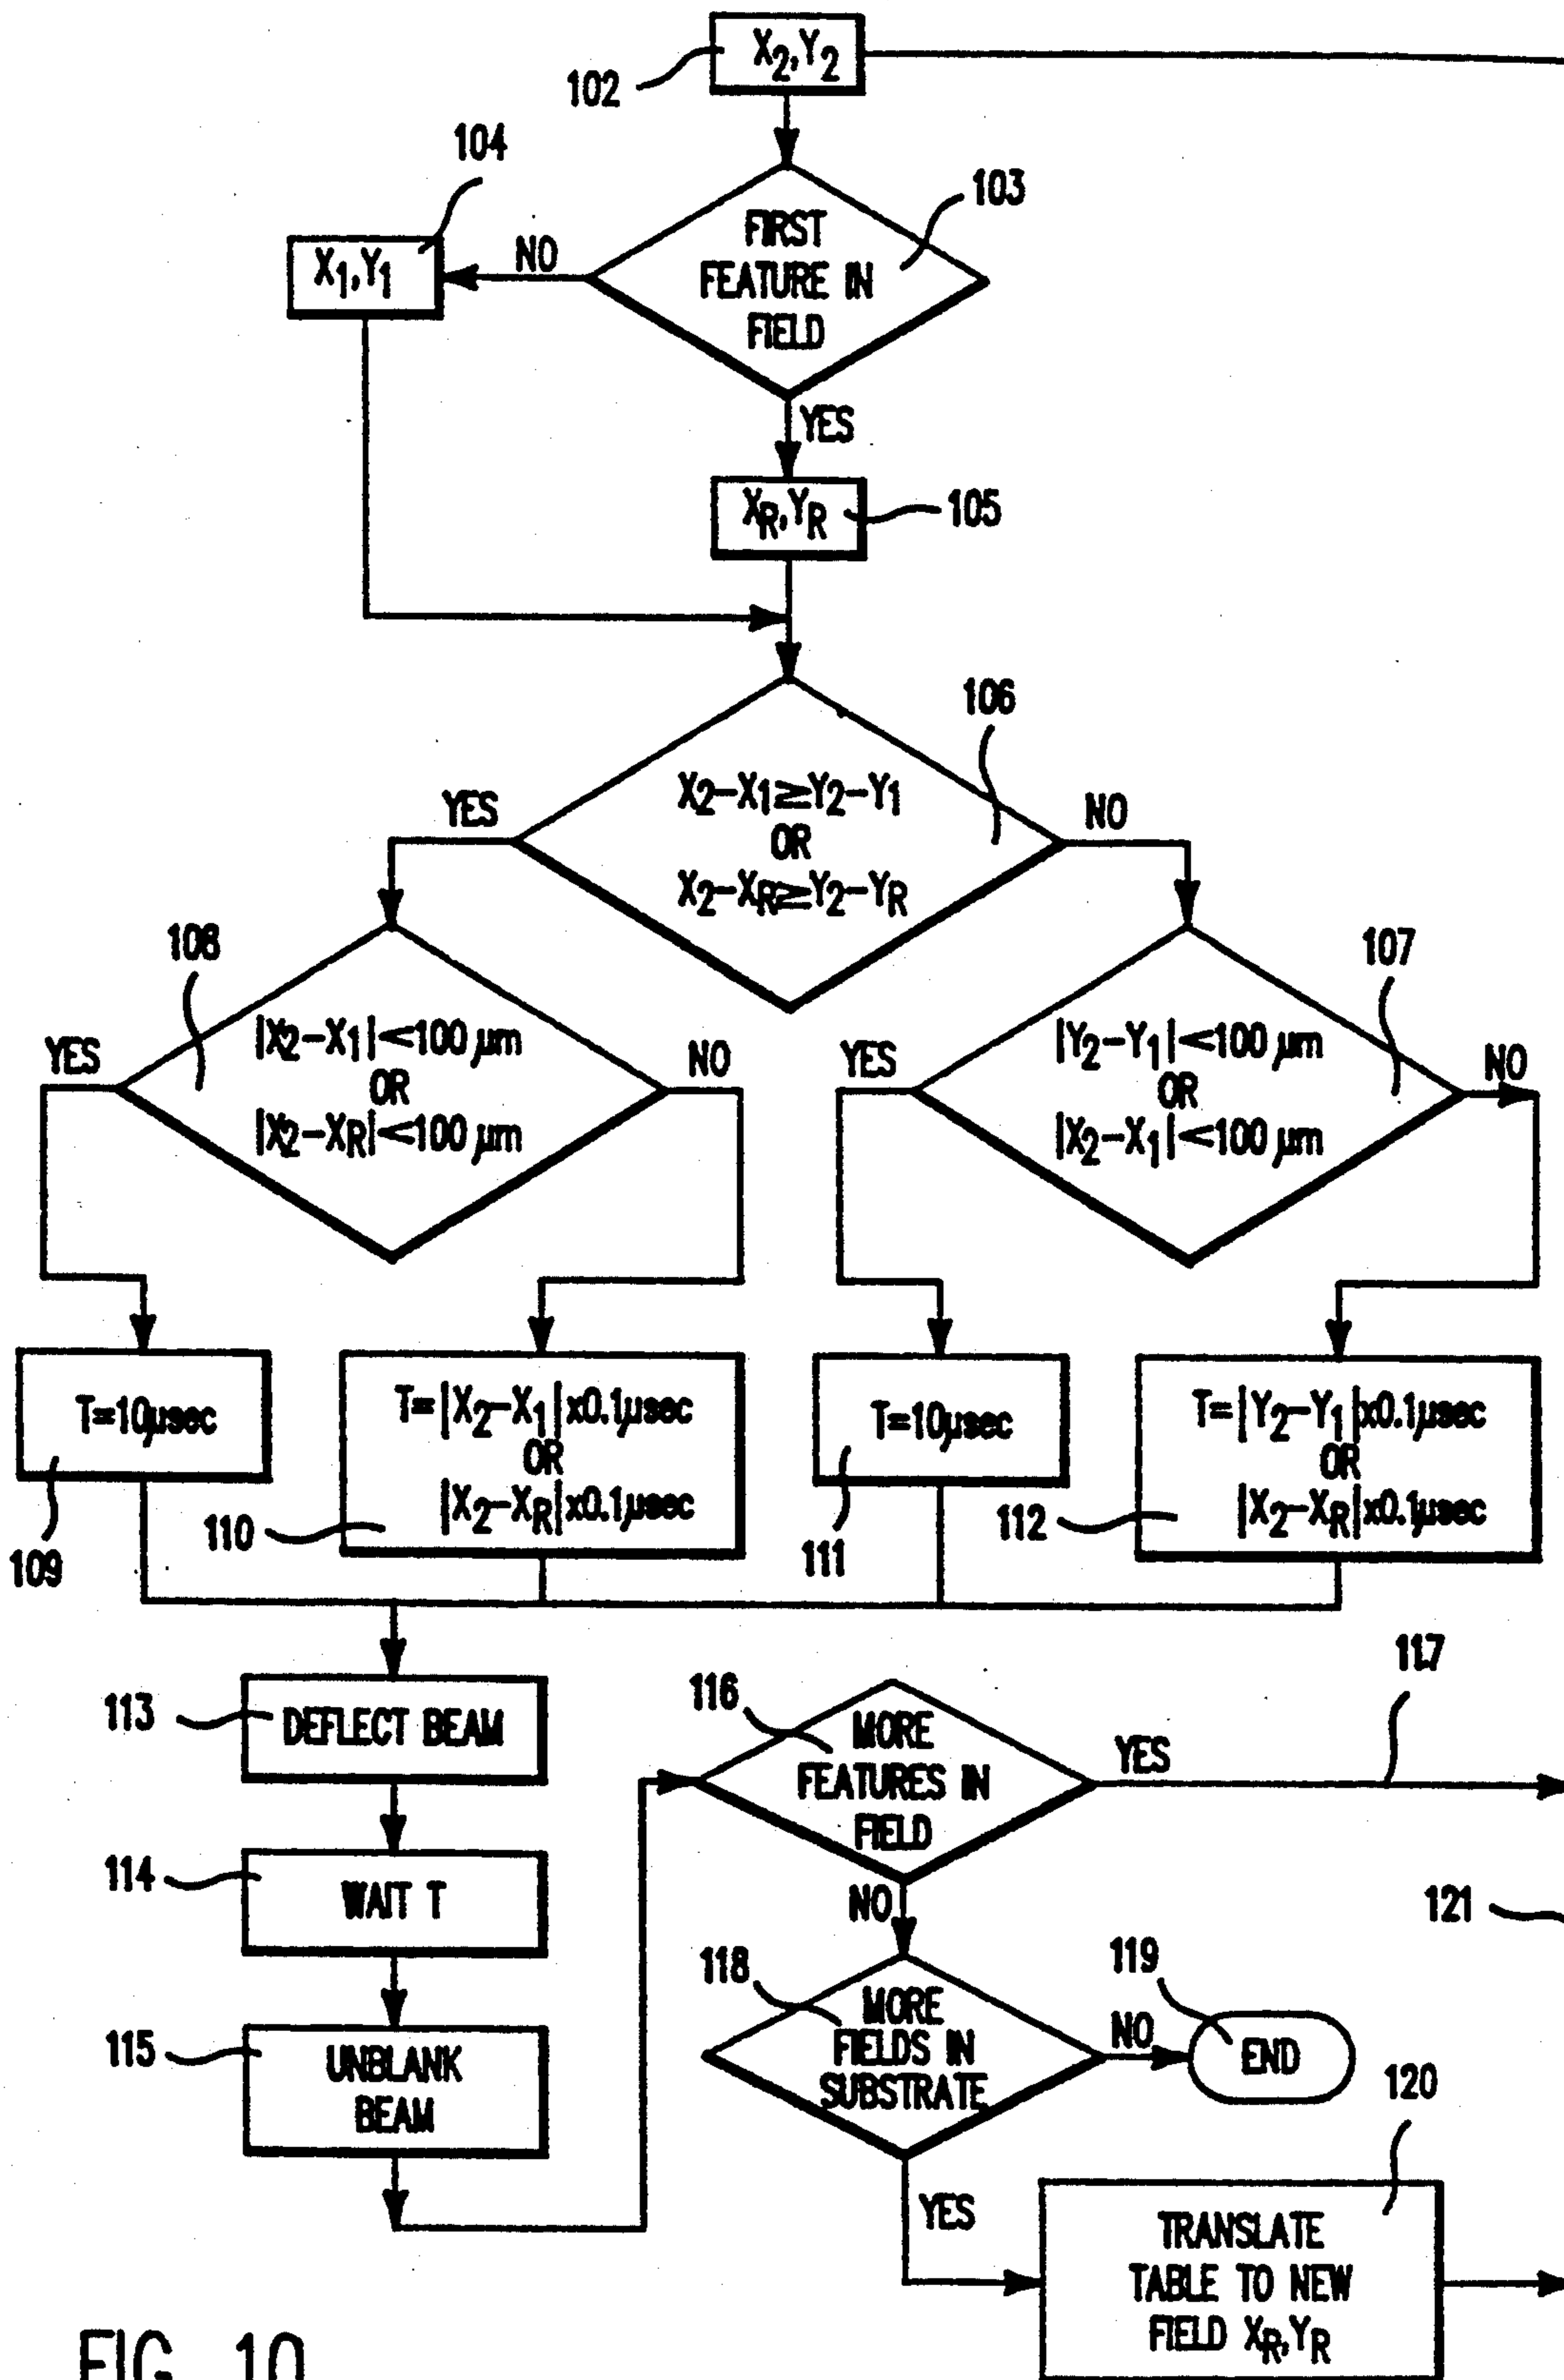 X2,Y2
102
104
103
FIRST
FEATURE IN
FIELD
NO
X1,Y1
YES
XR,YR
105
106
X2-X1≧Y2-Y1
OR
X2-XR≧Y2-YR
YES
NO
108
107
|X2-X1|<100 µm
OR
|X2-XR|<100 µm
YES
NO
|Y2-Y1|<100 µm
OR
|X2-X1|<100 µm
YES
NO
T=10µsec
109
T=|X2-X1|x0.1µsec
OR
|X2-XR|x0.1µsec
110
T=10µsec
111
T=|Y2-Y1|x0.1µsec
OR
|X2-XR|x0.1µsec
112
113
DEFLECT BEAM
114
WAIT T
115
UNBLANK
BEAM
116
MORE
FEATURES IN
FIELD
YES
117
NO
121
118
MORE
FIELDS IN
SUBSTRATE
NO
119
END
YES
120
TRANSLATE
TABLE TO NEW
FIELD XR,YR
FIG. 10